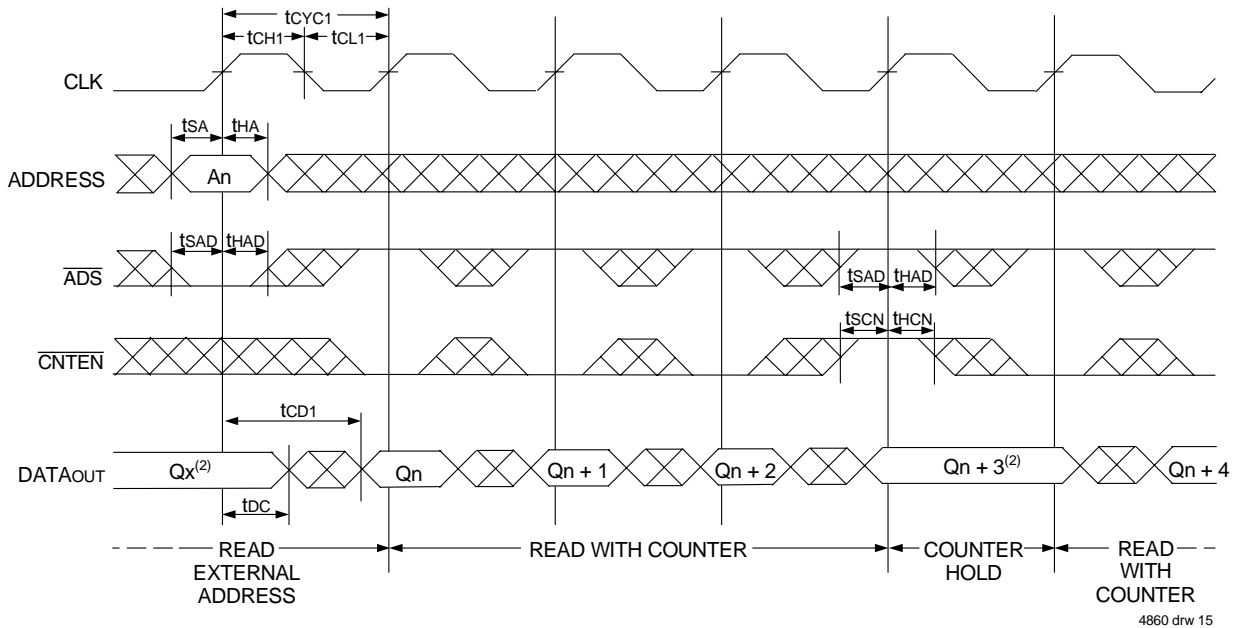 tCYC1
tCH1 tCL1
CLK
tSA tHA
ADDRESS An
tSAD tHAD
ADS
tSAD tHAD
tSCN tHCN
CNTEN
tCD1
DATAOUT Qx(2) Qn Qn + 1 Qn + 2 Qn + 3(2) Qn + 4
tDC
READ EXTERNAL ADDRESS
READ WITH COUNTER
COUNTER HOLD
READ WITH COUNTER
4860 drw 15